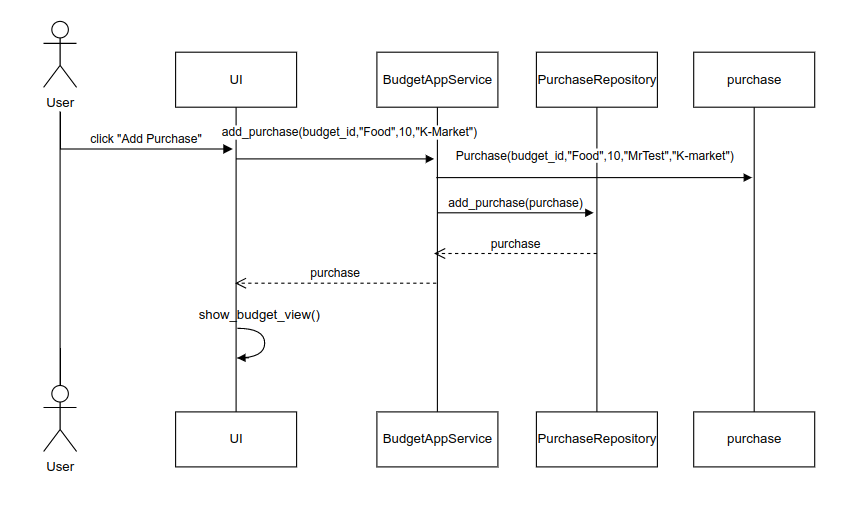 UI
BudgetAppService
PurchaseRepository
purchase
User
click "Add Purchase"
add_purchase(budget_id,"Food",10,"K-Market")
Purchase(budget_id,"Food",10,"MrTest","K-market")
add_purchase(purchase)
purchase
purchase
show_budget_view()
UI
BudgetAppService
PurchaseRepository
purchase
User